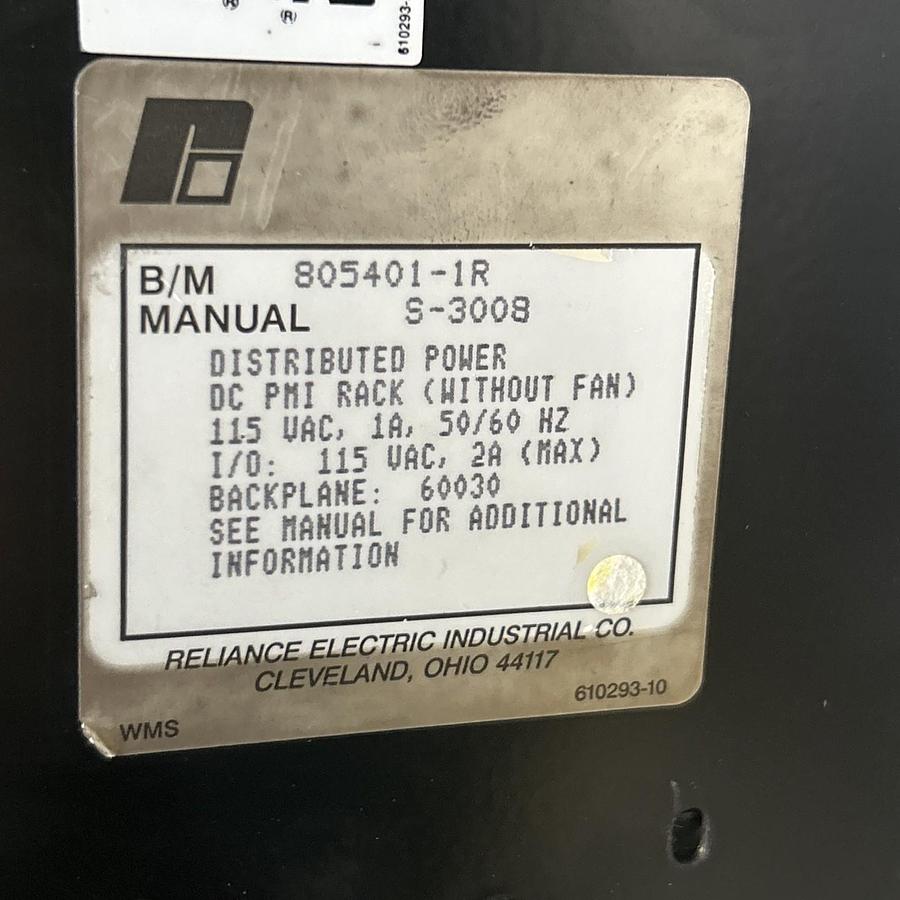 ® ®
610293-
B/M 805401-1R
MANUAL S-3008
DISTRIBUTED POWER
DC PMI RACK (WITHOUT FAN)
115 VAC, 1A, 50/60 HZ
I/O: 115 VAC, 2A (MAX)
BACKPLANE: 60030
SEE MANUAL FOR ADDITIONAL
INFORMATION
RELIANCE ELECTRIC INDUSTRIAL CO.
CLEVELAND, OHIO 44117
610293-10
WMS